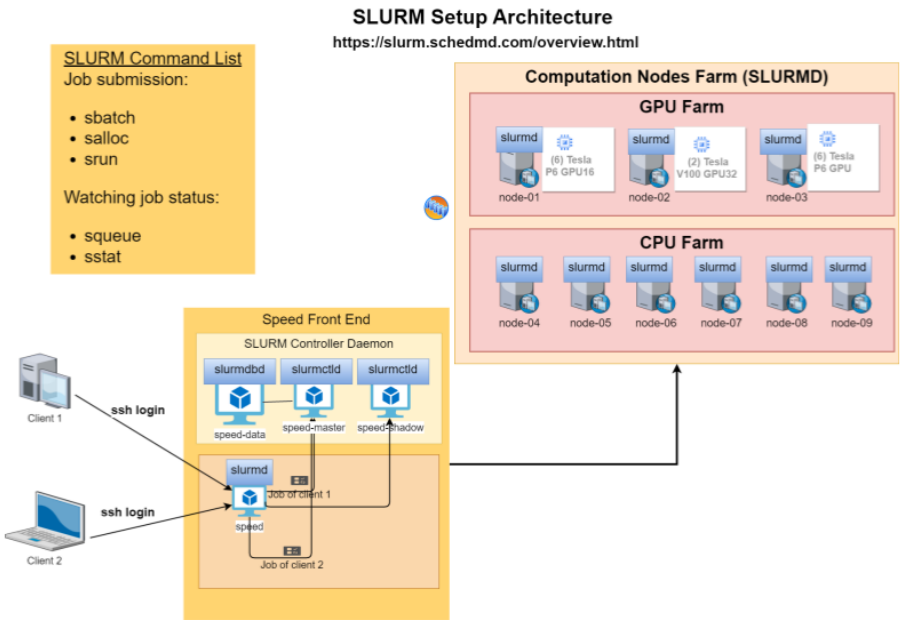 SLURM Setup Architecture
https://slurm.schedmd.com/overview.html
SLURM Command List
Job submission:
• sbatch
• salloc
• srun
Watching job status:
• squeue
• sstat
Computation Nodes Farm (SLURMD)
GPU Farm
slurmd
(6) Tesla
P6 GPU16
node-01
slurmd
(2) Tesla
V100 GPU32
node-02
slurmd
(6) Tesla
P6 GPU
node-03
CPU Farm
slurmd
node-04
slurmd
node-05
slurmd
node-06
slurmd
node-07
slurmd
node-08
slurmd
node-09
Speed Front End
SLURM Controller Daemon
slurmdbd
speed-data
slurmctld
speed-master
slurmctld
speed-shadow
slurmd
speed
Job of client 1
Job of client 2
Client 1
ssh login
Client 2
ssh login